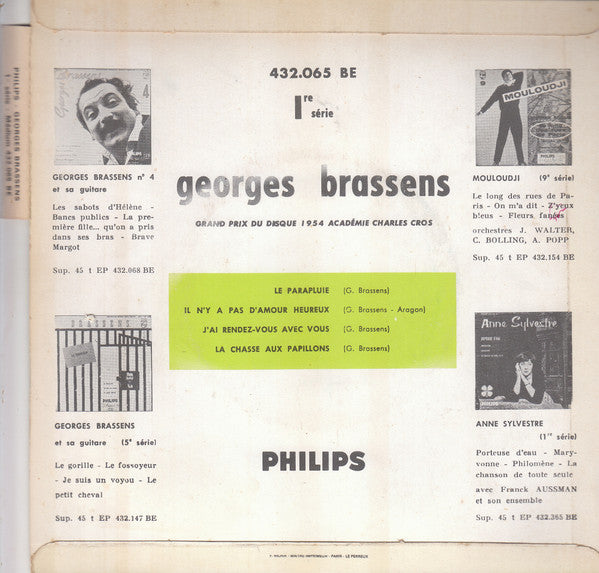 PHILIPS - GEORGES BRASSENS
432.065 BE
1re
série
georges brassens
GRAND PRIX DU DISQUE 1954 ACADÉMIE CHARLES CROS
LE PARAPLUIE (G. Brassens)
IL N'Y A PAS D'AMOUR HEUREUX (G. Brassens - Aragon)
J'AI RENDEZ-VOUS AVEC VOUS (G. Brassens)
LA CHASSE AUX PAPILLONS (G. Brassens)
PHILIPS
Georges Brassens
4
GEORGES BRASSENS n° 4
et sa guitare
Les sabots d'Hélène -
Bancs publics - La pre-
mière fille... qu'on a pris
dans ses bras - Brave
Margot
Sup. 45 t EP 432.068 BE
BRASSENS
PHILIPS
GEORGES BRASSENS
et sa guitare (5e série)
Le gorille - Le fossoyeur
- Je suis un voyou - Le
petit cheval
Sup. 45 t EP 432.147 BE
MOULOUDJI
PHILIPS
MOULOUDJI (9e série)
Le long des rues de Pa-
ris - On m'a dit - Z'yeux
bleus - Fleurs fanées
orchestres J. WALTER,
C. BOLLING, A. POPP
Sup. 45 t EP 432.154 BE
Anne Sylvestre
PHILIPS
ANNE SYLVESTRE
(1re série)
Porteuse d'eau - Mary-
vonne - Philomène - La
chanson de toute seule
avec Franck AUSSMAN
et son ensemble
Sup. 45 t EP 432.365 BE